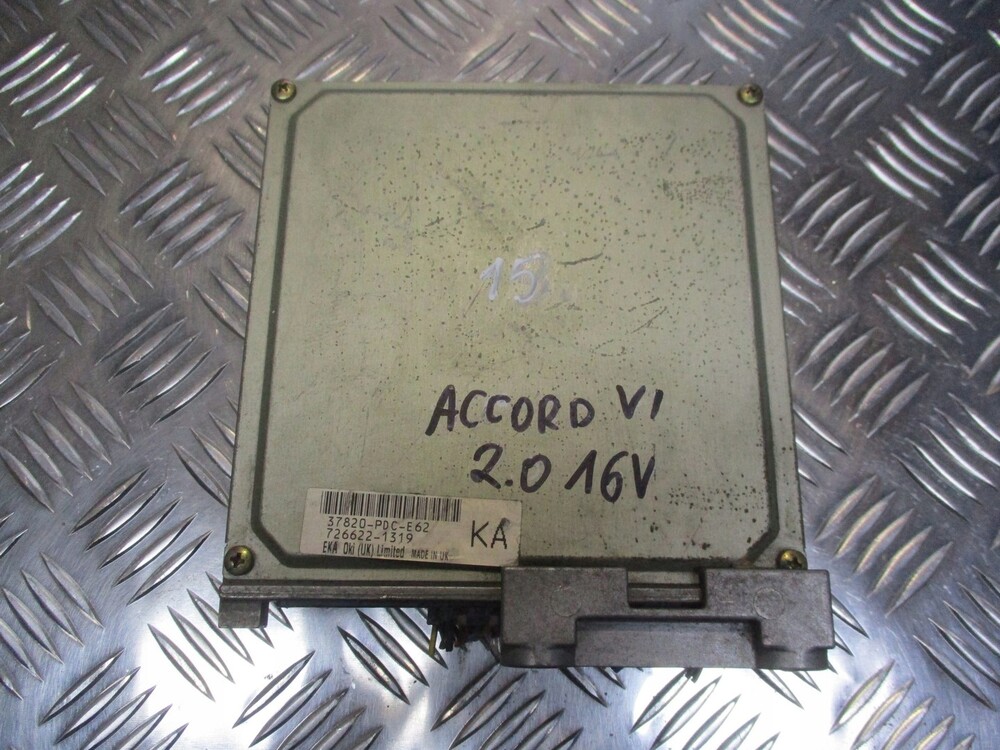 15
ACCORD VI
2.0 16V
37820-PDC-E62
726622-1319
KA
EKA Oki (UK) Limited MADE IN UK